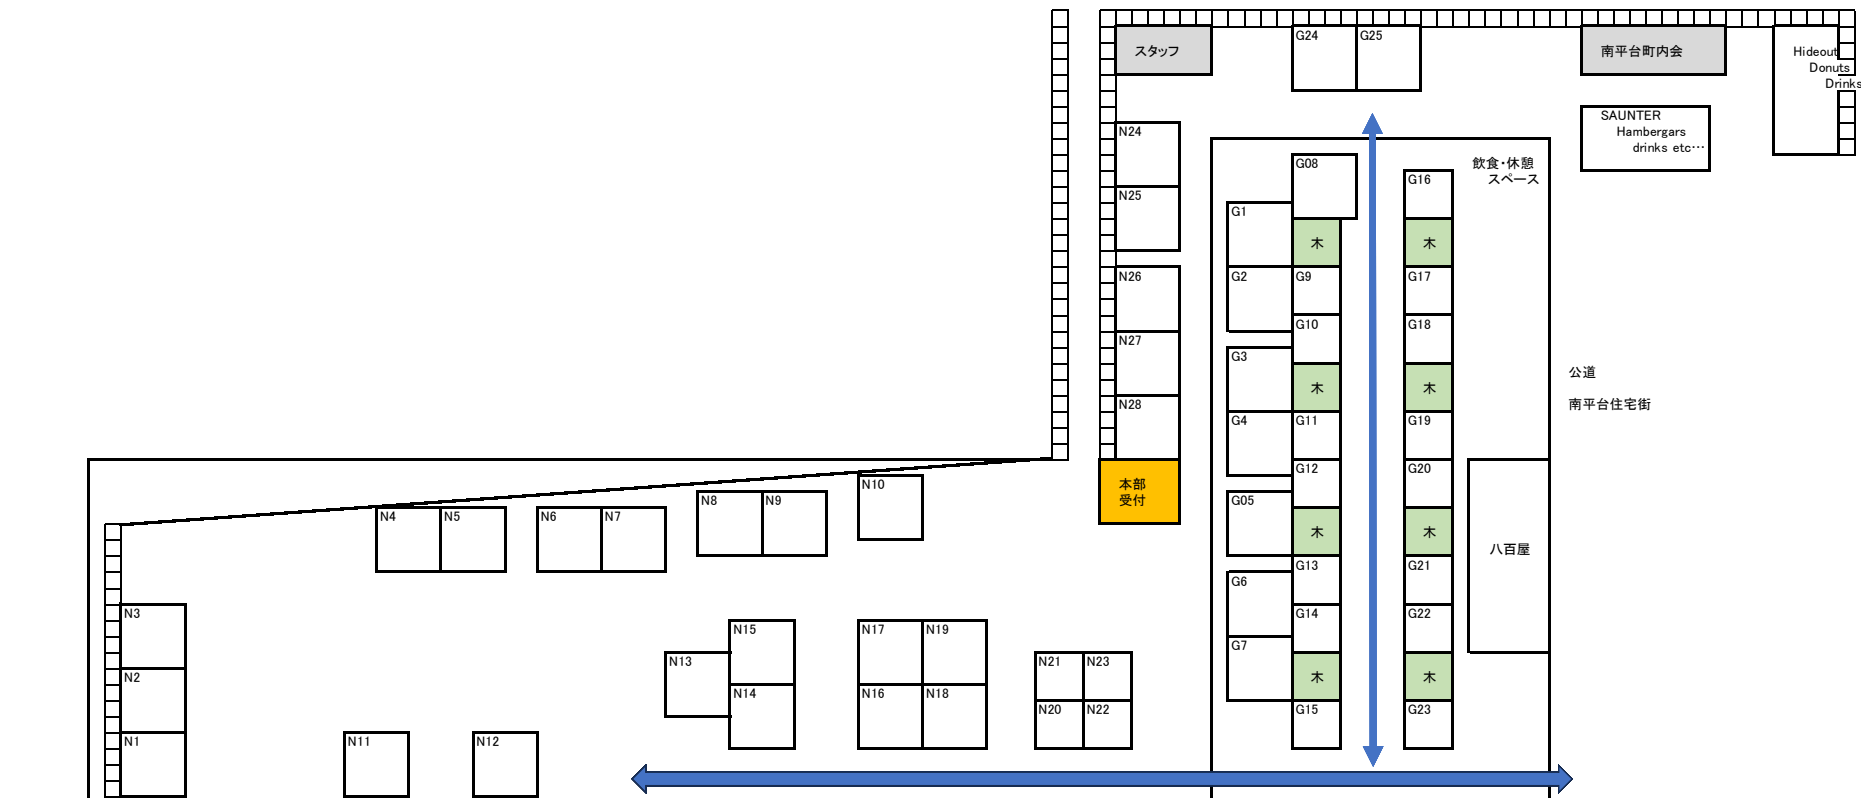 スタッフ
G24
G25
南平台町内会
Hideout
Donuts
Drinks
SAUNTER
Hambergars
drinks etc…
N24
N25
N26
N27
N28
本部
受付
飲食・休憩
スペース
G08
G1
木
G2
G9
G10
G3
木
G4
G11
G12
G05
木
G13
G6
G14
G7
木
G15
G16
木
G17
G18
木
G19
G20
木
G21
G22
木
G23
八百屋
公道
南平台住宅街
N10
N8
N9
N4
N5
N6
N7
N3
N2
N1
N11
N12
N15
N13
N14
N17
N19
N16
N18
N21
N23
N20
N22